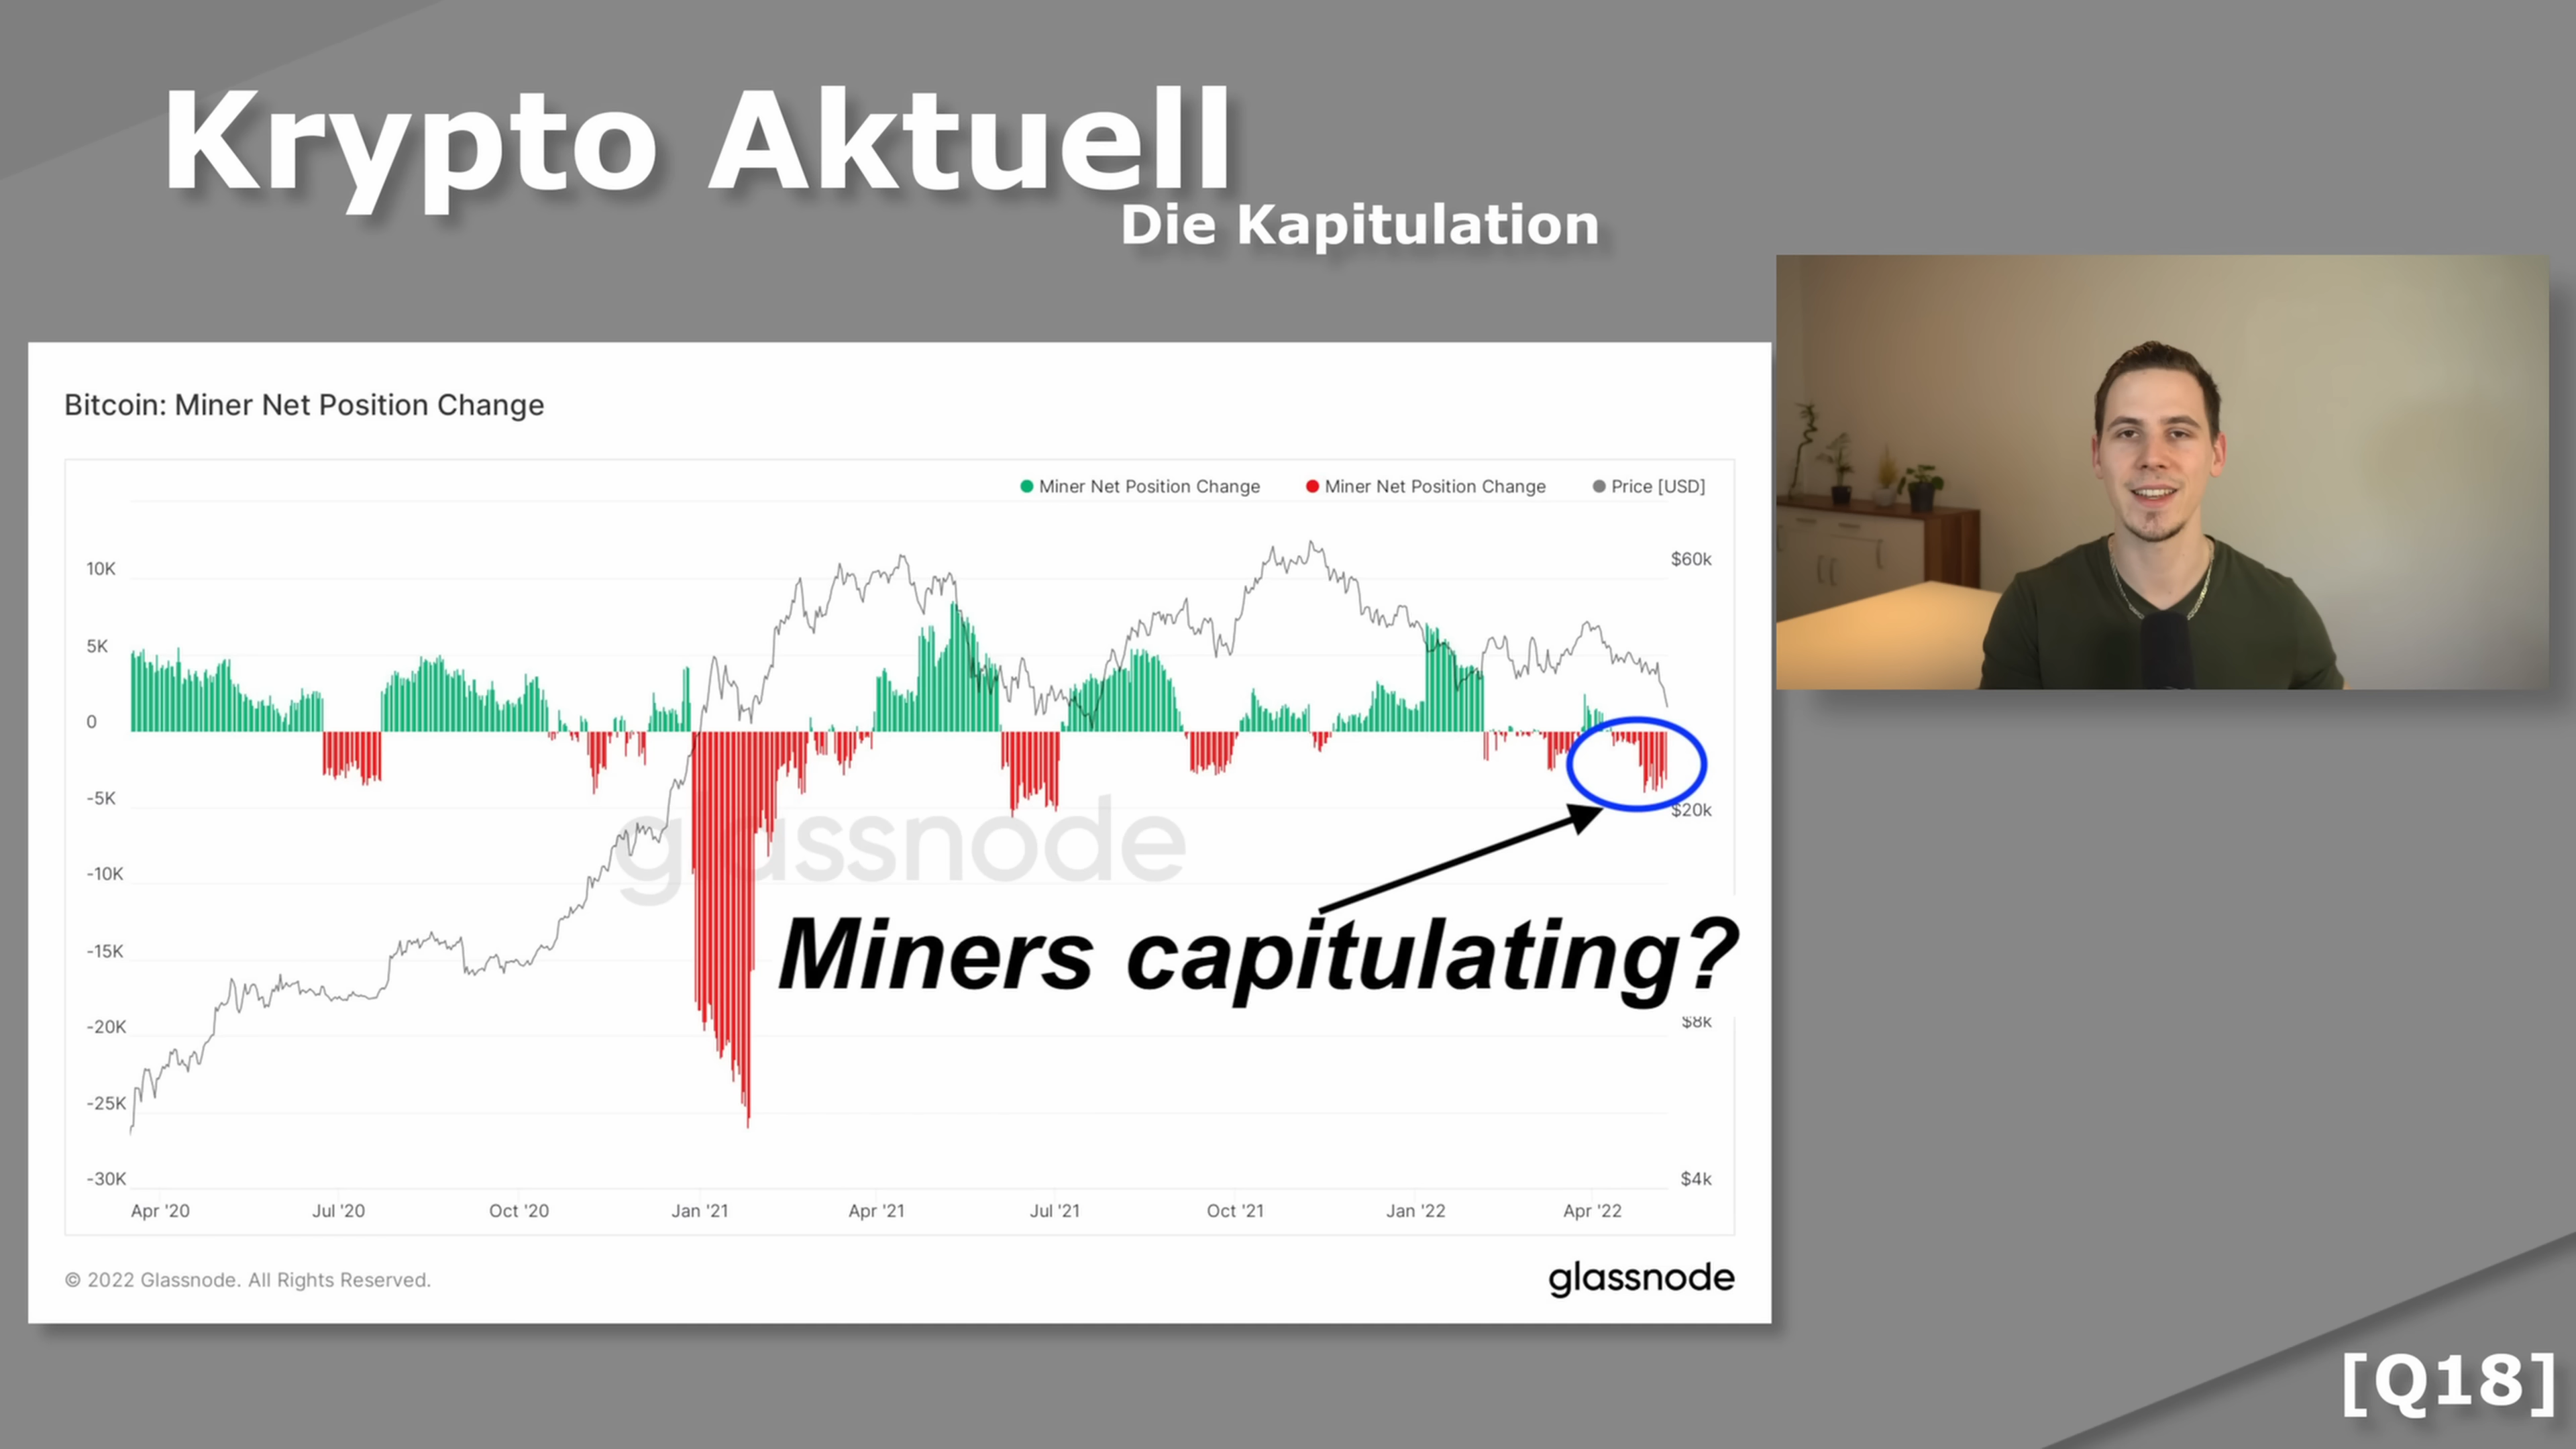 Krypto Aktuell
Die Kapitulation
Bitcoin: Miner Net Position Change
Miner Net Position Change Miner Net Position Change Price [USD]
10K
5K
0
-5K
-10K
-15K
-20K
-25K
-30K
$60k
$20k
$8k
$4k
glassnode
Miners capitulating?
Apr '20 Jul '20 Oct '20 Jan '21 Apr '21 Jul '21 Oct '21 Jan '22 Apr '22
© 2022 Glassnode. All Rights Reserved.
glassnode
[Q18]